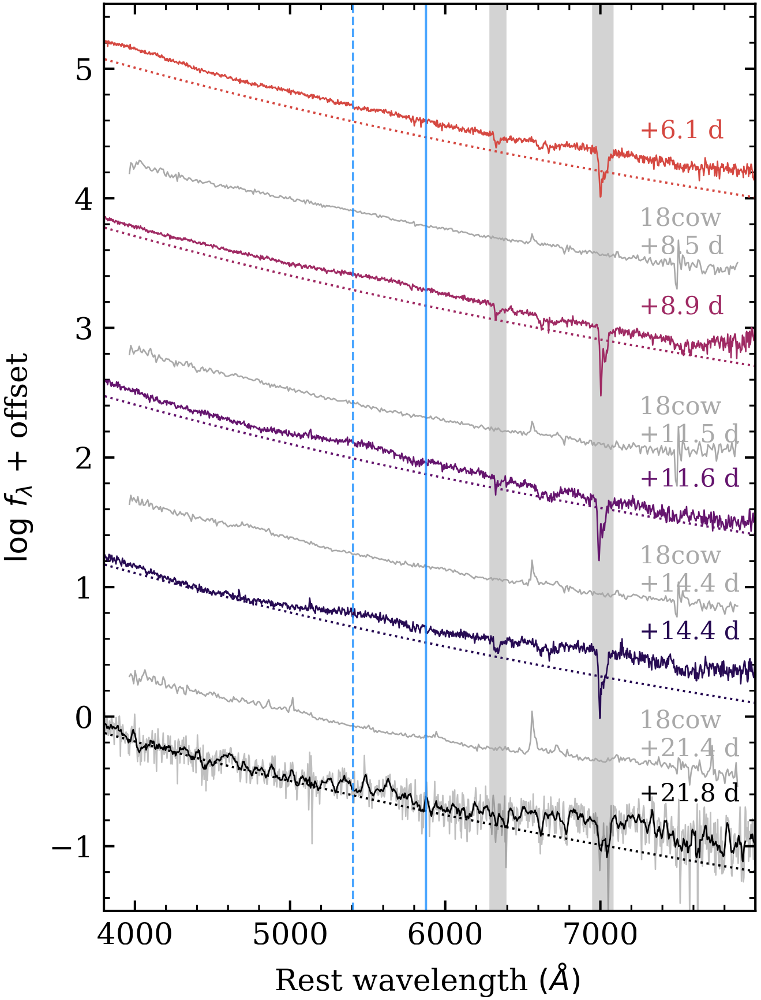 5
4
3
2
1
0
−1
log fλ + offset
+6.1 d
18cow
+8.5 d
+8.9 d
18cow
+11.5 d
+11.6 d
18cow
+14.4 d
+14.4 d
18cow
+21.4 d
+21.8 d
4000 5000 6000 7000
Rest wavelength (Å)